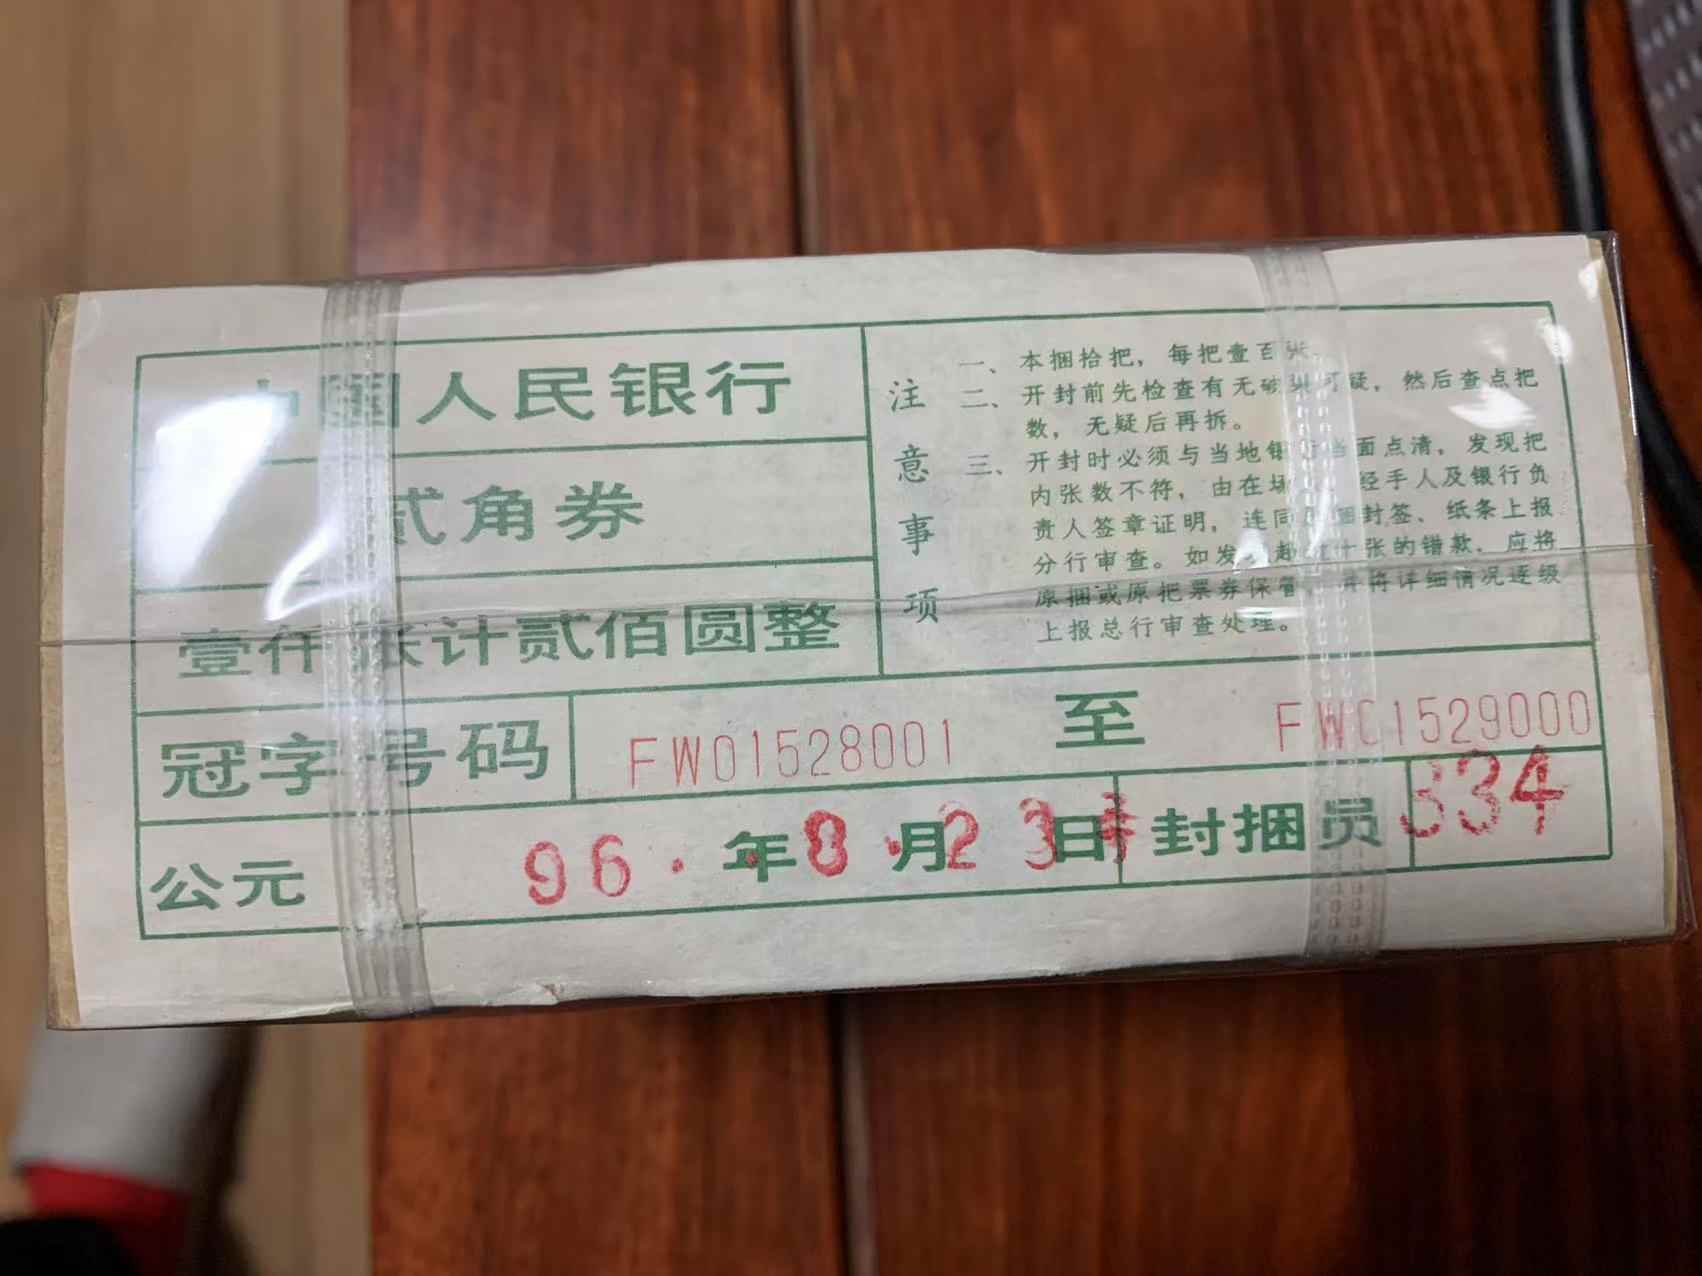 中国人民银行
贰角券
壹仟张计贰佰圆整
注意事项
一、本捆拾把，每把壹百张。
二、开封前先检查有无破损可疑，然后查点把
数，无疑后再拆。
三、开封时必须与当地银行当面点清，发现把
内张数不符，由在场 经手人及银行负
责人签章证明，连同原捆封签、纸条上报
分行审查。如发 超过十张的错款，应将
原捆或原把票券保管 并将详细情况逐级
上报总行审查处理。
冠字号码 FW01528001 至 FW01529000
公元 96.年8.月23日 封捆员 334